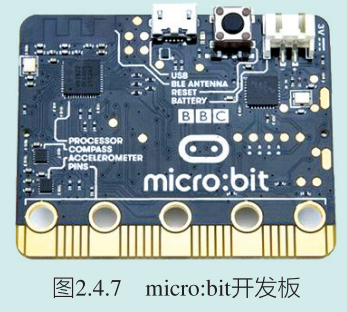 3V
USB
BLE ANTENNA
RESET
BATTERY
BBC
PROCESSOR
COMPASS
ACCELEROMETER
PINS
micro:bit
图2.4.7 micro:bit开发板